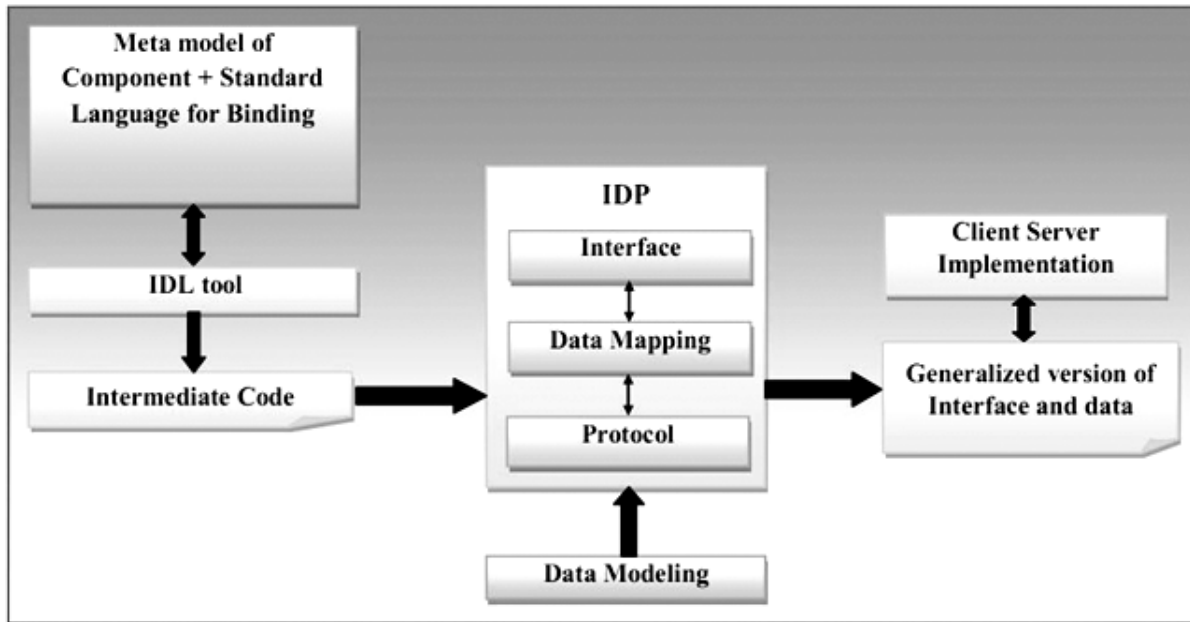 Meta model of
Component + Standard
Language for Binding
IDL tool
Intermediate Code
IDP
Interface
Data Mapping
Protocol
Data Modeling
Client Server
Implementation
Generalized version of
Interface and data